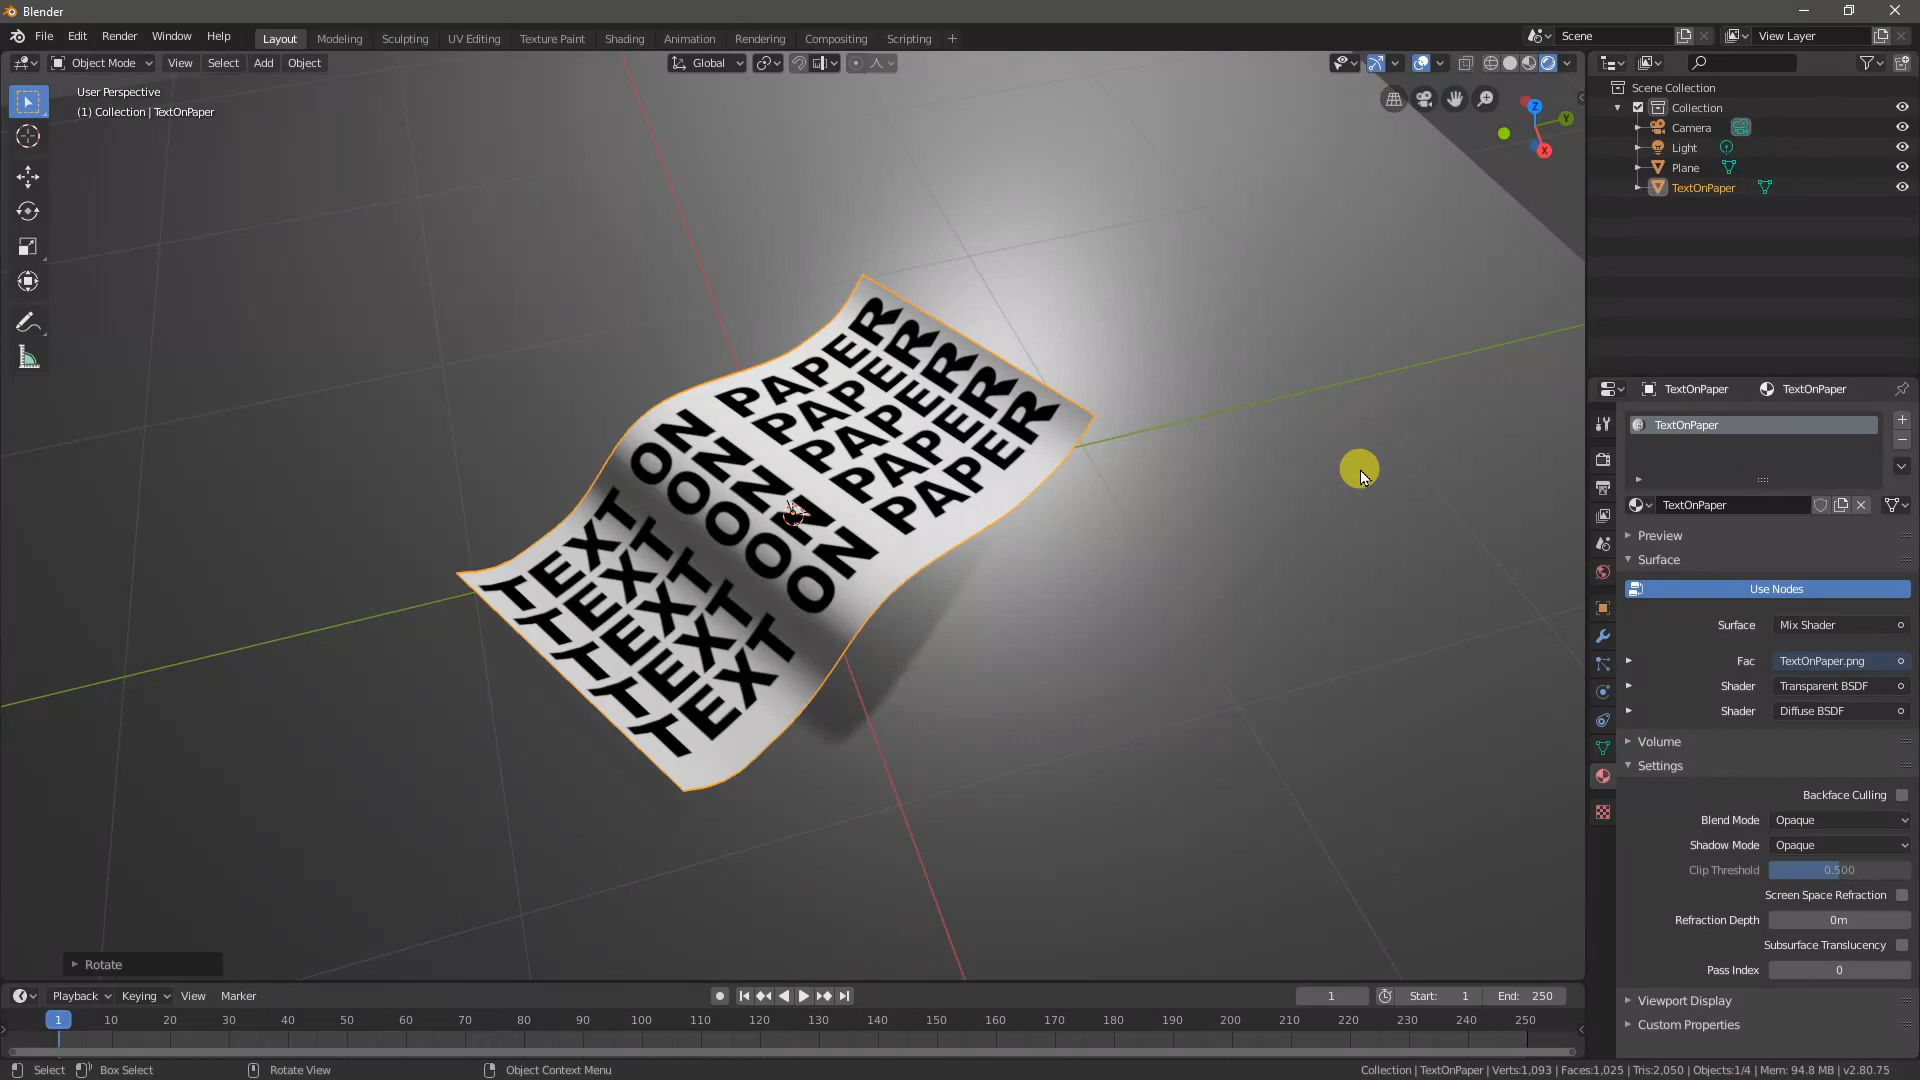 Blender
File Edit Render Window Help
Layout Modeling Sculpting UV Editing Texture Paint Shading Animation Rendering Compositing Scripting +
Scene
View Layer
Object Mode View Select Add Object
Global
User Perspective
(1) Collection | TextOnPaper
Z
Y
X
TEXT ON PAPER
TEXT ON PAPER
TEXT ON PAPER
TEXT ON PAPER
TEXT ON PAPER
Rotate
Scene Collection
Collection
Camera
Light
Plane
TextOnPaper
TextOnPaper TextOnPaper
TextOnPaper
TextOnPaper
Preview
Surface
Use Nodes
Surface Mix Shader
Fac TextOnPaper.png
Shader Transparent BSDF
Shader Diffuse BSDF
Volume
Settings
Backface Culling
Blend Mode Opaque
Shadow Mode Opaque
Clip Threshold 0.500
Screen Space Refraction
Refraction Depth 0m
Subsurface Translucency
Pass Index 0
Viewport Display
Custom Properties
Playback Keying View Marker
1 Start: 1 End: 250
1 10 20 30 40 50 60 70 80 90 100 110 120 130 140 150 160 170 180 190 200 210 220 230 240 250
Select Box Select Rotate View Object Context Menu
Collection | TextOnPaper | Verts:1,093 | Faces:1,025 | Tris:2,050 | Objects:1/4 | Mem: 94.8 MB | v2.80.75